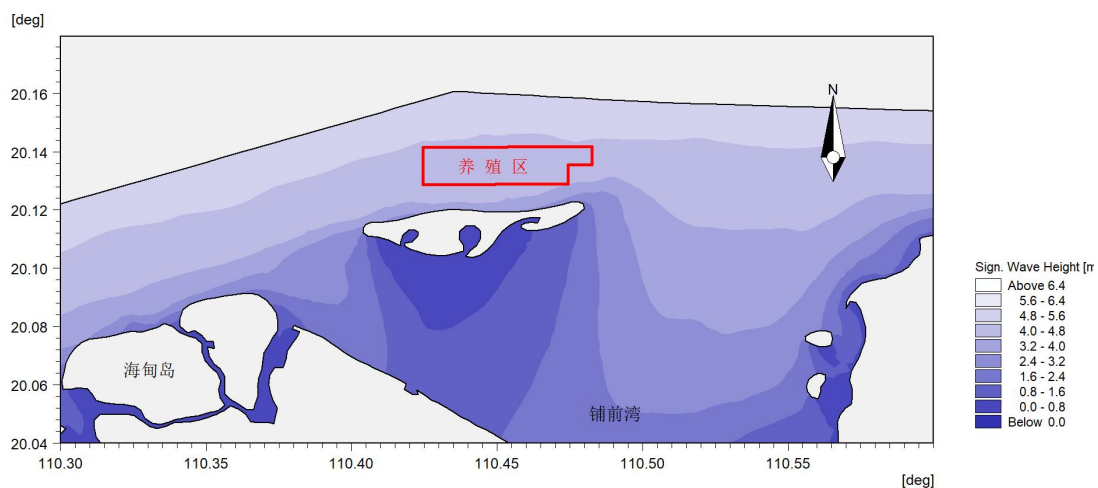 [deg]
20.16
20.14
20.12
20.10
20.08
20.06
20.04
110.30 110.35 110.40 110.45 110.50 110.55
[deg]
N
养殖区
海甸岛
铺前湾
Sign. Wave Height [m
Above 6.4
5.6 - 6.4
4.8 - 5.6
4.0 - 4.8
3.2 - 4.0
2.4 - 3.2
1.6 - 2.4
0.8 - 1.6
0.0 - 0.8
Below 0.0